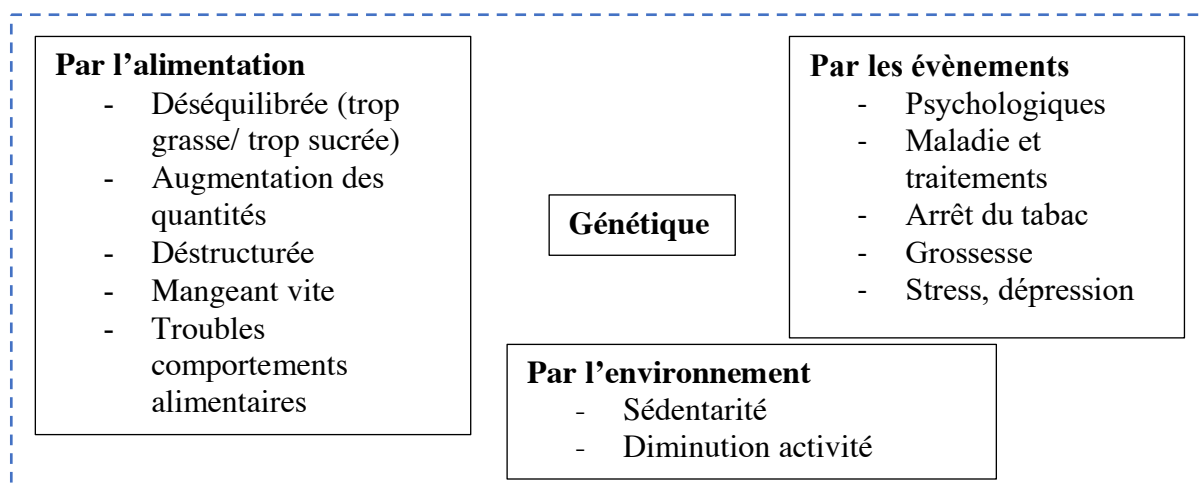 Par l’alimentation
- Déséquilibrée (trop
grasse/ trop sucrée)
- Augmentation des
quantités
- Déstructurée
- Mangeant vite
- Troubles
comportements
alimentaires
Génétique
Par les évènements
- Psychologiques
- Maladie et
traitements
- Arrêt du tabac
- Grossesse
- Stress, dépression
Par l’environnement
- Sédentarité
- Diminution activité